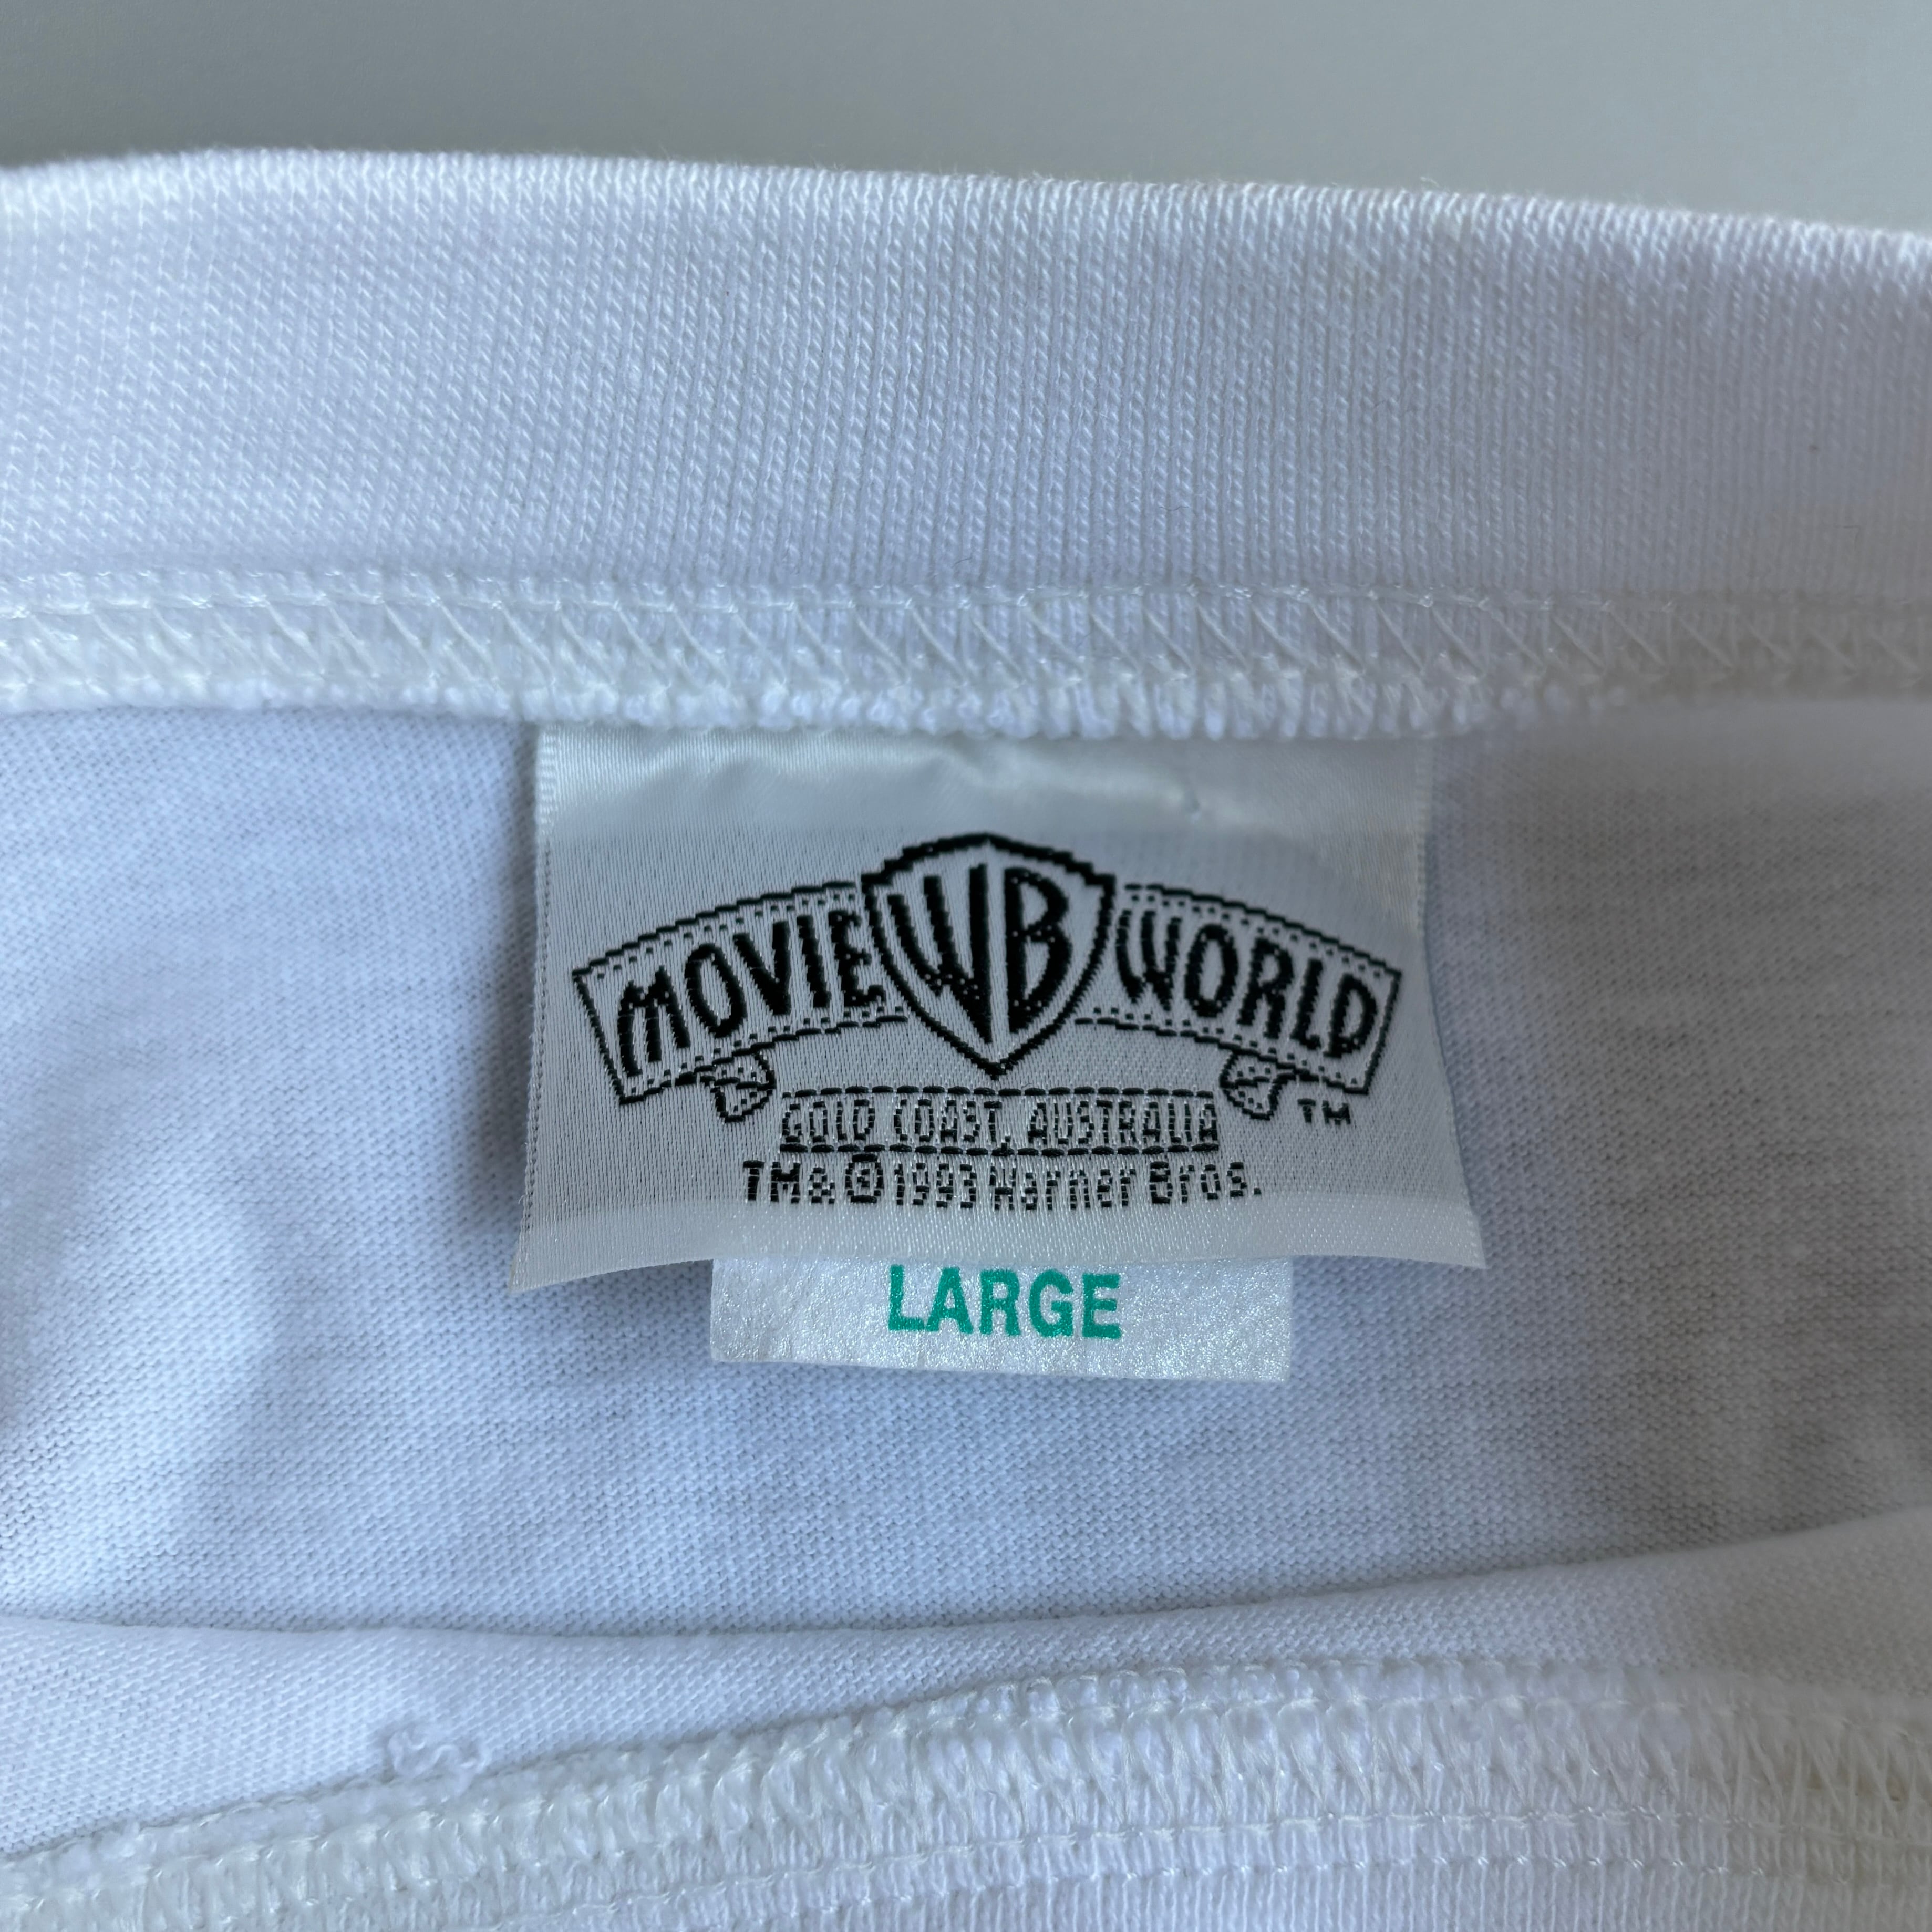 MOVIE WB WORLD TM
GOLD COAST, AUSTRALIA
TM & © 1993 Warner Bros.
LARGE